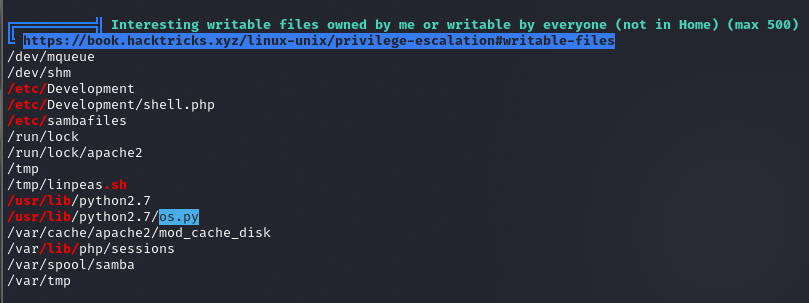 Interesting writable files owned by me or writable by everyone (not in Home) (max 500)
https://book.hacktricks.xyz/linux-unix/privilege-escalation#writable-files
/dev/mqueue
/dev/shm
/etc/Development
/etc/Development/shell.php
/etc/sambafiles
/run/lock
/run/lock/apache2
/tmp
/tmp/linpeas.sh
/usr/lib/python2.7
/usr/lib/python2.7/os.py
/var/cache/apache2/mod_cache_disk
/var/lib/php/sessions
/var/spool/samba
/var/tmp